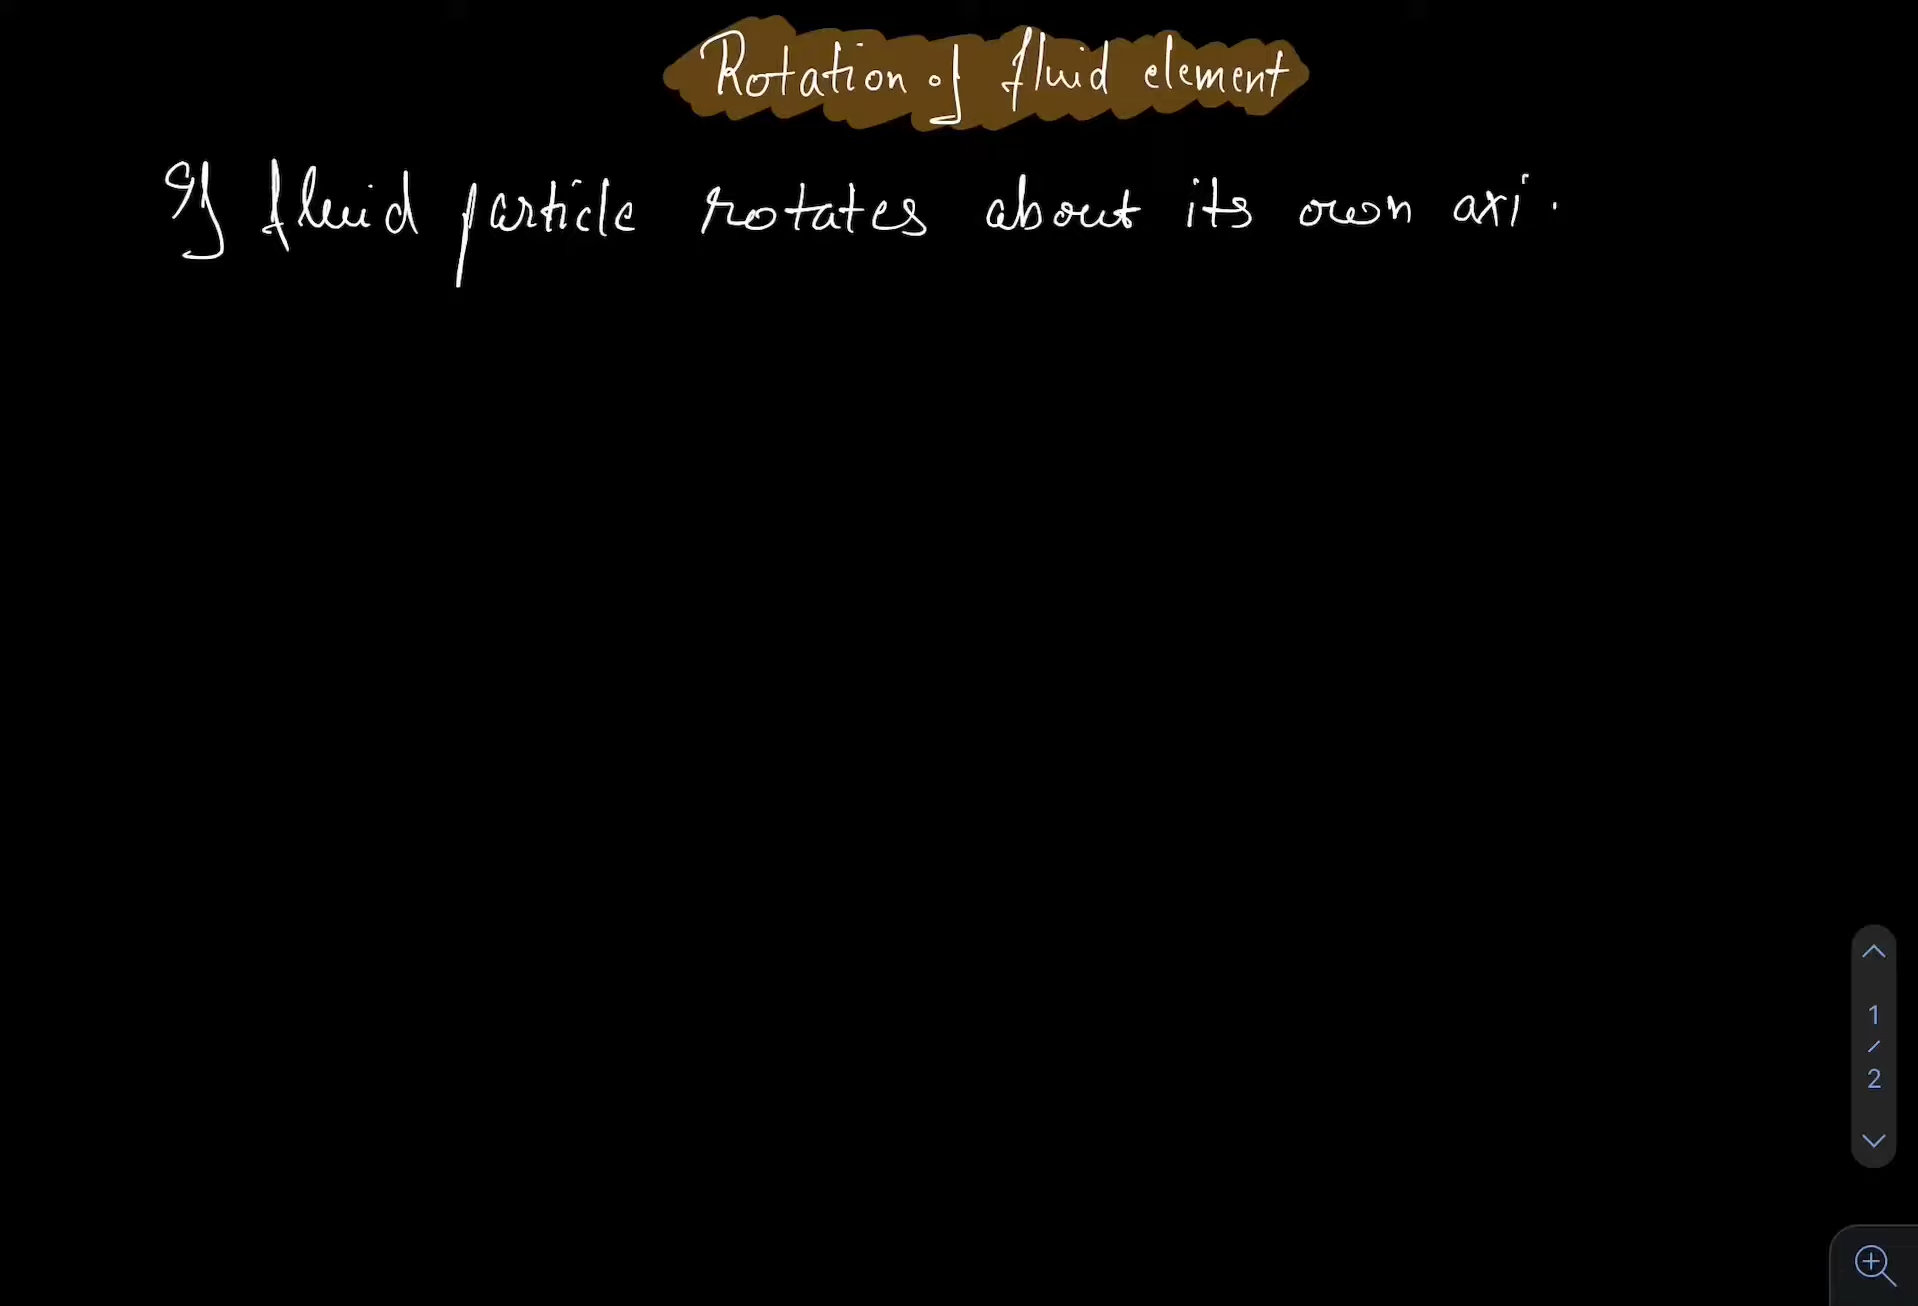 Rotation of fluid element
If fluid particle rotates about its own axi.
1
/
2